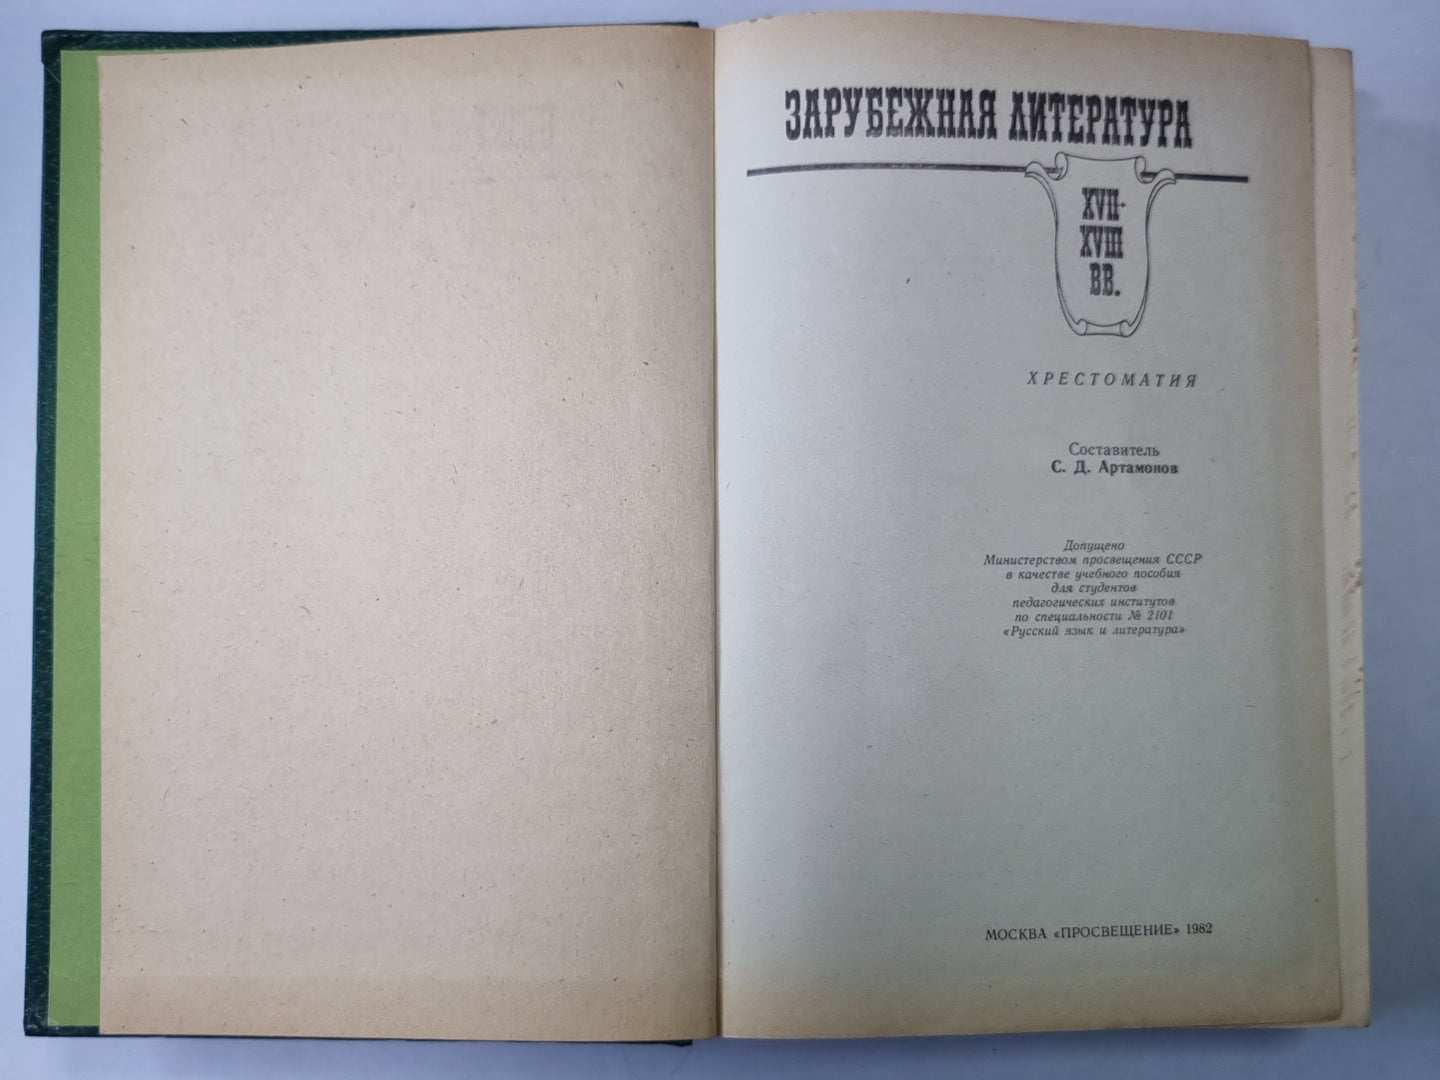 ЗАРУБЕЖНАЯ ЛИТЕРАТУРА
XVII-
XVIII
ВВ.
ХРЕСТОМАТИЯ
Составитель
С. Д. Артамонов
Допущено
Министерством просвещения СССР
в качестве учебного пособия
для студентов
педагогических институтов
по специальности № 2101
«Русский язык и литература»
МОСКВА «ПРОСВЕЩЕНИЕ» 1982